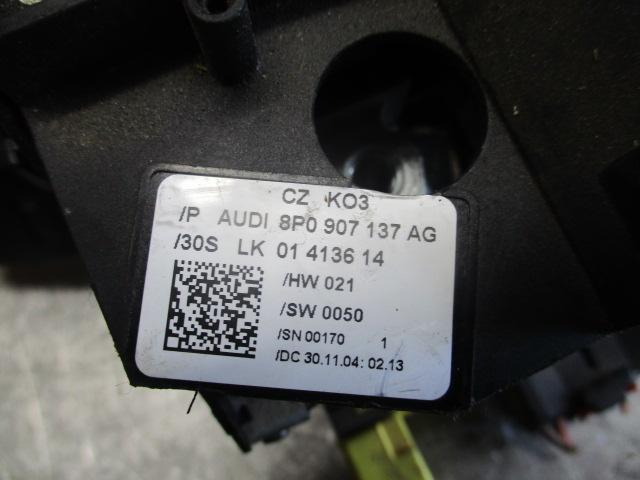 CZ KO3
/P AUDI 8P0 907 137 AG
/30S LK 01 4136 14
/HW 021
/SW 0050
/SN 00170 1
/DC 30.11.04: 02.13